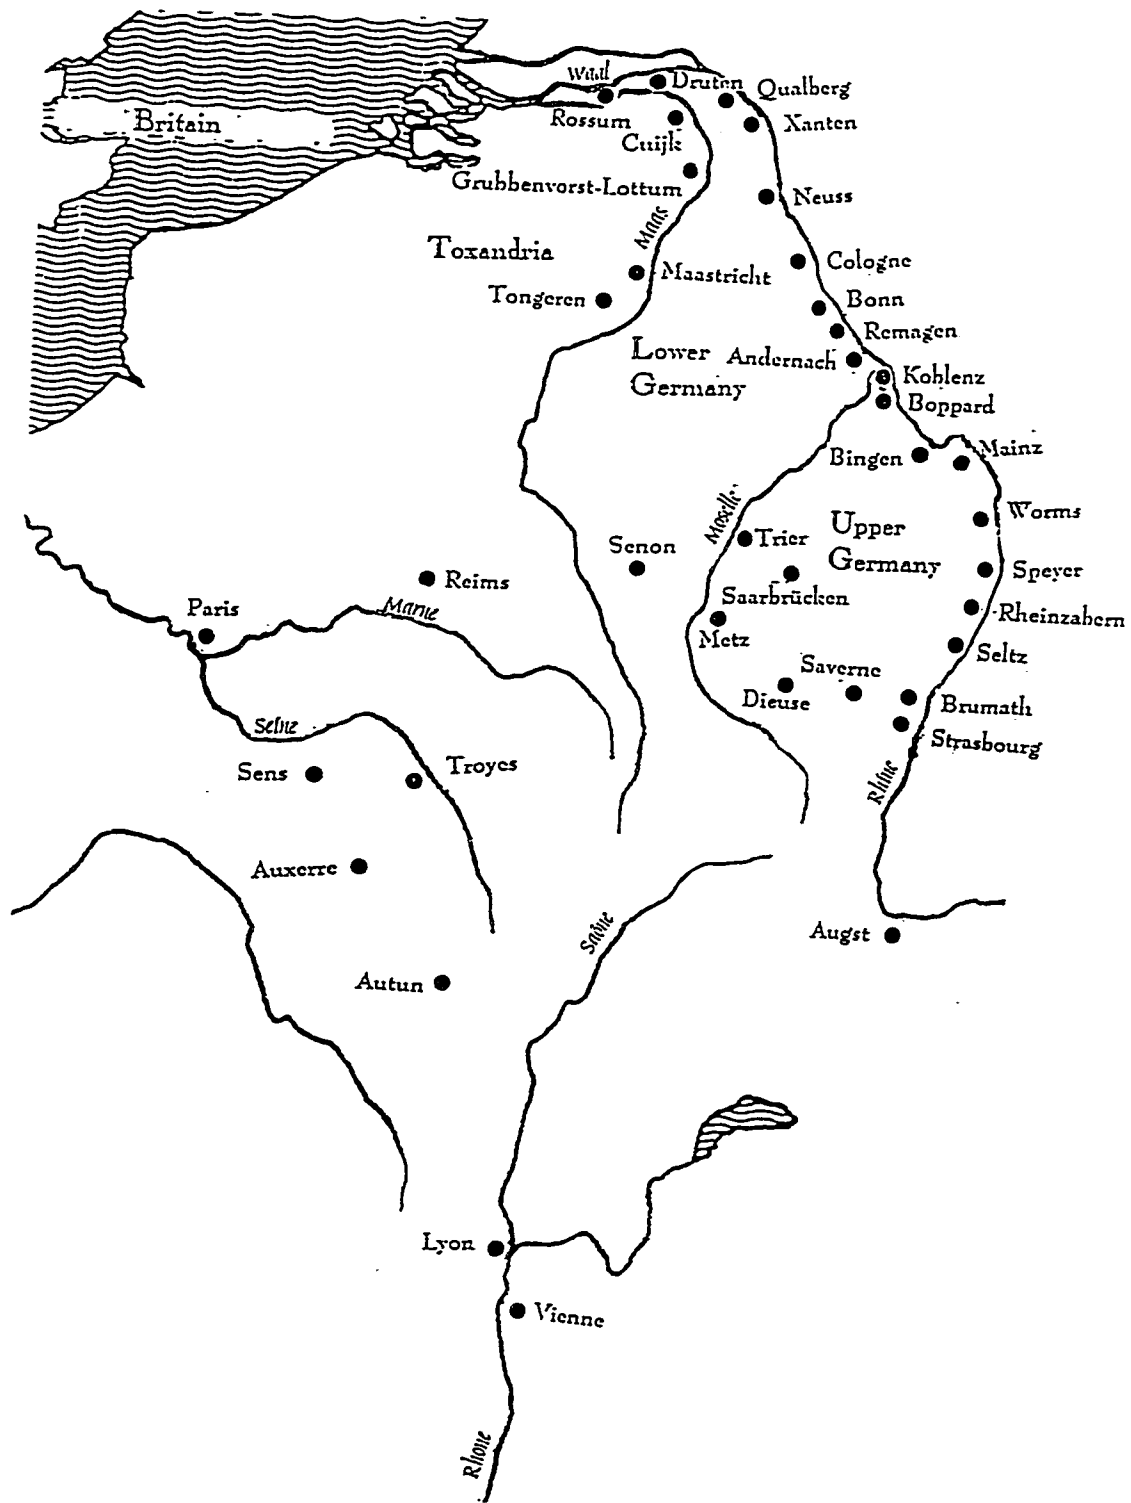 Waal
Druten
Qualberg
Britain
Rossum
Xanten
Cuijk
Grubbenvorst-Lottum
Neuss
Maas
Toxandria
Cologne
Maastricht
Tongeren
Bonn
Remagen
Lower
Germany
Andernach
Koblenz
Boppard
Mainz
Bingen
Moselle
Worms
Upper
Germany
Trier
Senon
Speyer
Reims
Saarbrücken
Paris
Marne
Rheinzabern
Metz
Seltz
Saverne
Dieuse
Brumath
Seine
Strasbourg
Sens
Troyes
Rhine
Auxerre
Saône
Augst
Autun
Lyon
Vienne
Rhone